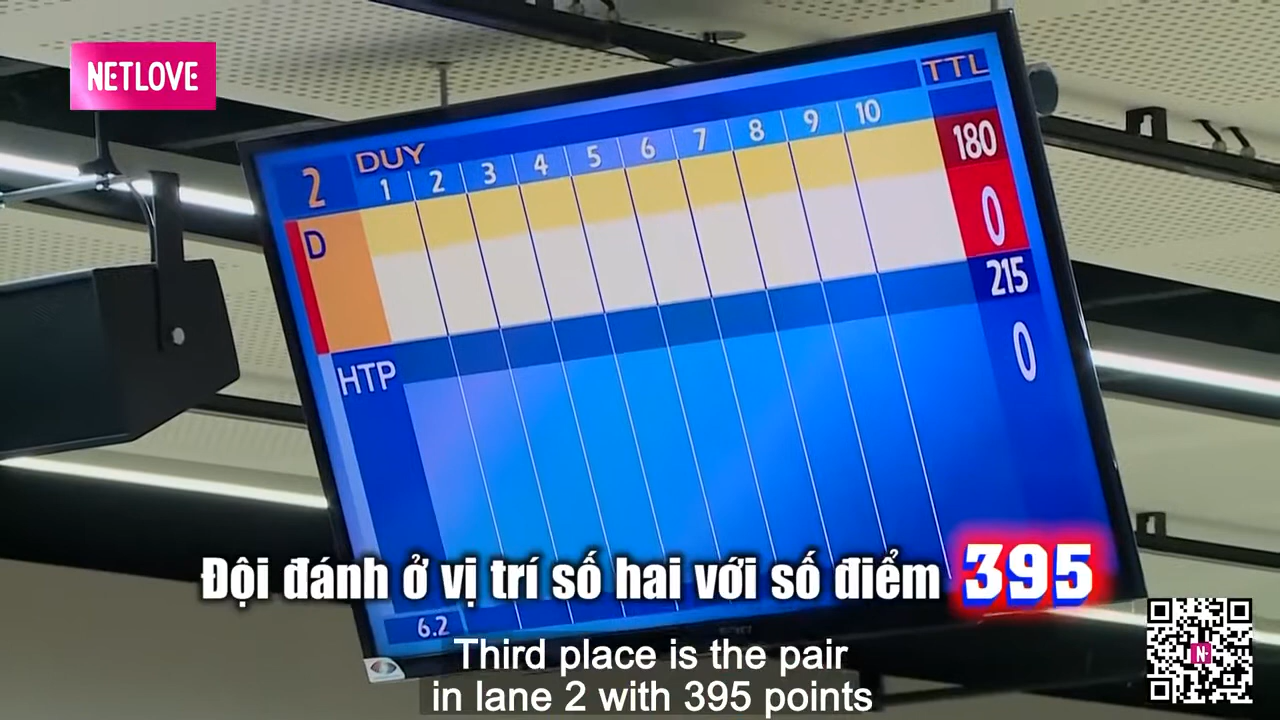 NETLOVE
TTL
2 DUY
1 2 3 4 5 6 7 8 9 10
180
D
0
215
HTP
0
Đội đánh ở vị trí số hai với số điểm 395
6.2
Third place is the pair
in lane 2 with 395 points
N